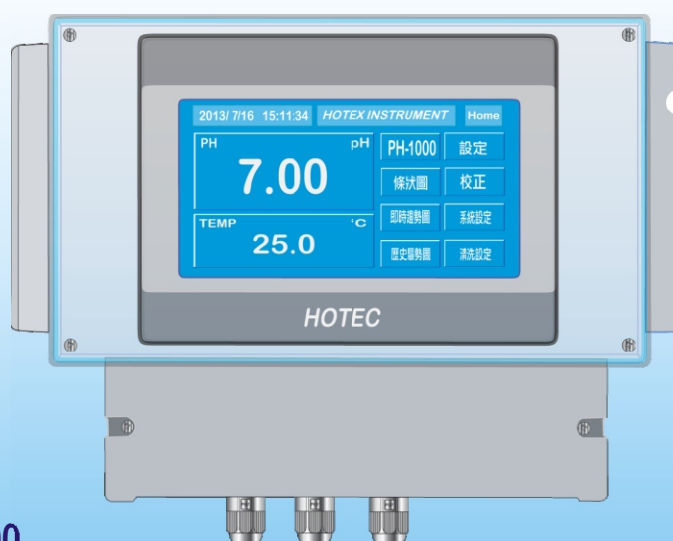 2013/ 7/16 15:11:34 HOTEX INSTRUMENT Home
PH pH
7.00
TEMP °C
25.0
PH-1000 設定
條狀圖 校正
即時趨勢圖 系統設定
歷史趨勢圖 清洗設定
HOTEC